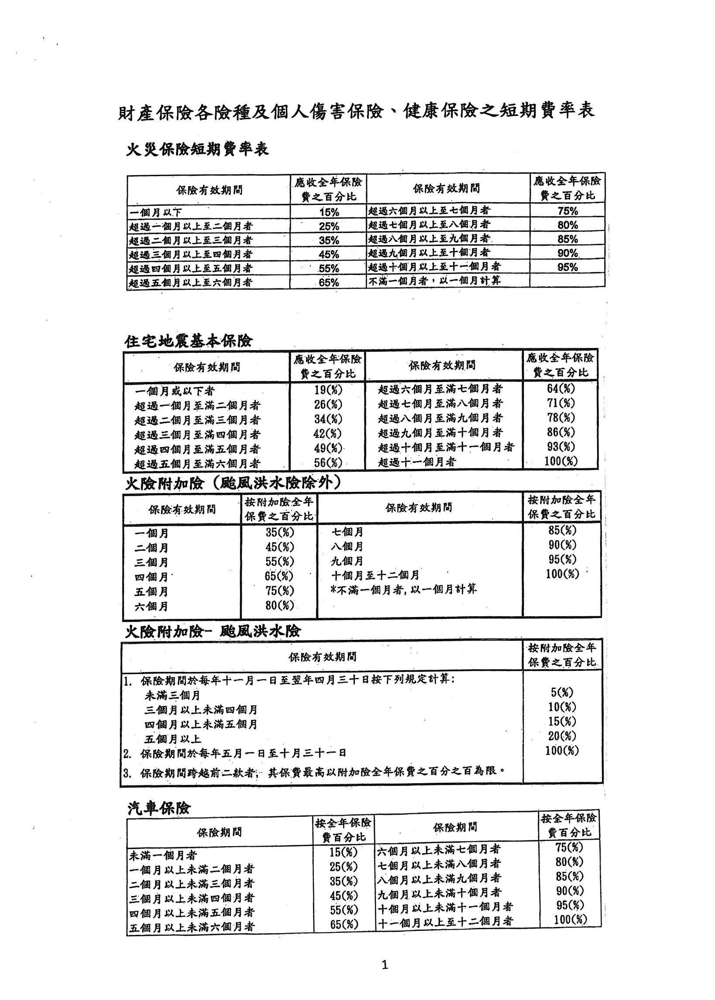 財產保險各險種及個人傷害保險、健康保險之短期費率表
火災保險短期費率表
保險有效期間 應收全年保險費之百分比 保險有效期間 應收全年保險費之百分比
一個月以下 15% 超過六個月以上至七個月者 75%
超過一個月以上至二個月者 25% 超過七個月以上至八個月者 80%
超過二個月以上至三個月者 35% 超過八個月以上至九個月者 85%
超過三個月以上至四個月者 45% 超過九個月以上至十個月者 90%
超過四個月以上至五個月者 55% 超過十個月以上至十一個月者 95%
超過五個月以上至六個月者 65% 不滿一個月者，以一個月計算
住宅地震基本保險
保險有效期間 應收全年保險費之百分比 保險有效期間 應收全年保險費之百分比
一個月或以下者 19(%) 超過六個月至滿七個月者 64(%)
超過一個月至滿二個月者 26(%) 超過七個月至滿八個月者 71(%)
超過二個月至滿三個月者 34(%) 超過八個月至滿九個月者 78(%)
超過三個月至滿四個月者 42(%) 超過九個月至滿十個月者 86(%)
超過四個月至滿五個月者 49(%) 超過十個月至滿十一個月者 93(%)
超過五個月至滿六個月者 56(%) 超過十一個月者 100(%)
火險附加險（颱風洪水險除外）
保險有效期間 按附加險全年保費之百分比 保險有效期間 按附加險全年保費之百分比
一個月 35(%) 七個月 85(%)
二個月 45(%) 八個月 90(%)
三個月 55(%) 九個月 95(%)
四個月 65(%) 十個月至十二個月 100(%)
五個月 75(%) *不滿一個月者,以一個月計算
六個月 80(%)
火險附加險- 颱風洪水險
保險有效期間 按附加險全年保費之百分比
1. 保險期間於每年十一月一日至翌年四月三十日按下列規定計算:
未滿三個月 5(%)
三個月以上未滿四個月 10(%)
四個月以上未滿五個月 15(%)
五個月以上 20(%)
2. 保險期間於每年五月一日至十月三十一日 100(%)
3. 保險期間跨越前二款者, 其保費最高以附加險全年保費之百分之百為限。
汽車保險
保險期間 按全年保險費百分比 保險期間 按全年保險費百分比
未滿一個月者 15(%) 六個月以上未滿七個月者 75(%)
一個月以上未滿二個月者 25(%) 七個月以上未滿八個月者 80(%)
二個月以上未滿三個月者 35(%) 八個月以上未滿九個月者 85(%)
三個月以上未滿四個月者 45(%) 九個月以上未滿十個月者 90(%)
四個月以上未滿五個月者 55(%) 十個月以上未滿十一個月者 95(%)
五個月以上未滿六個月者 65(%) 十一個月以上至十二個月者 100(%)
1